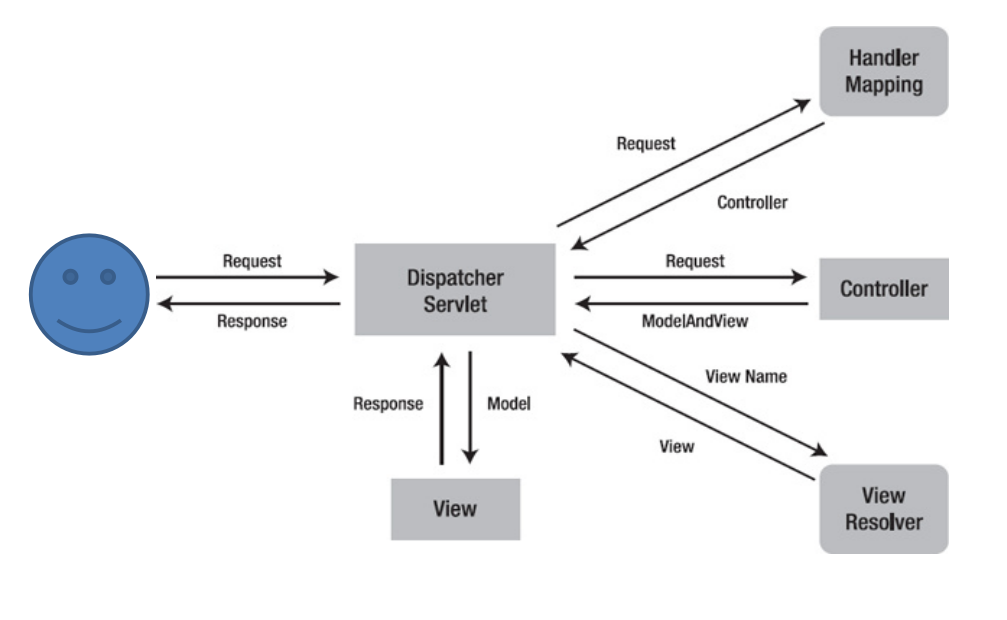 Handler
Mapping
Request
Controller
Request
Response
Dispatcher
Servlet
Request
ModelAndView
Controller
View Name
View
Response
Model
View
View
Resolver